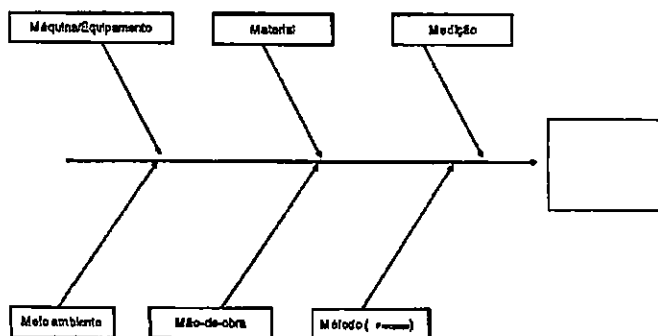 Máquina/Equipamento
Material
Medição
Meio ambiente
Mão-de-obra
Método (